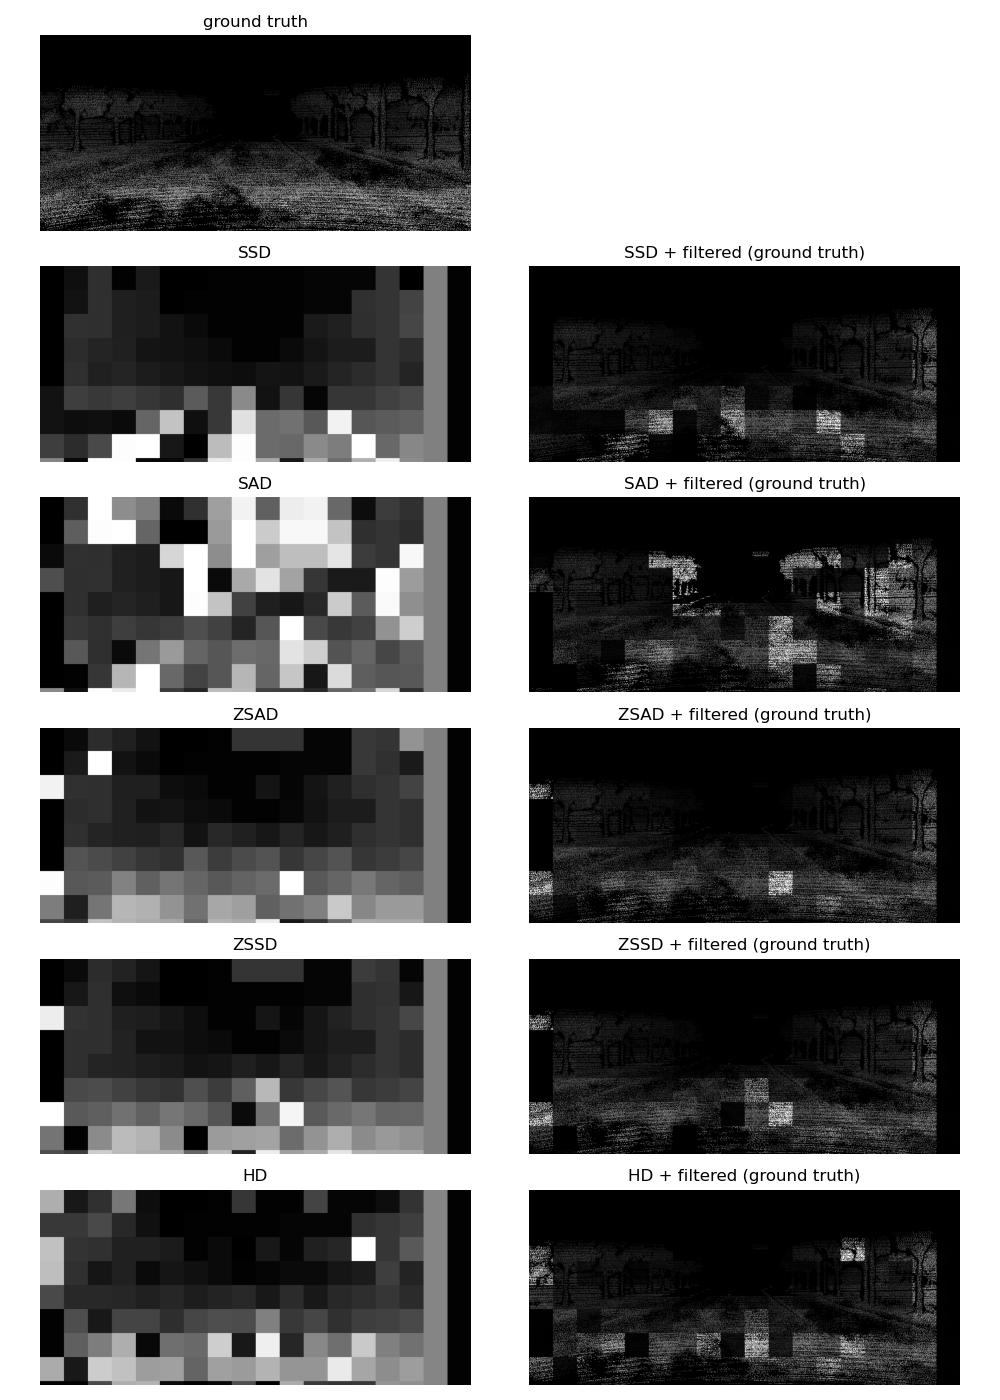 ground truth
SSD
SSD + filtered (ground truth)
SAD
SAD + filtered (ground truth)
ZSAD
ZSAD + filtered (ground truth)
ZSSD
ZSSD + filtered (ground truth)
HD
HD + filtered (ground truth)